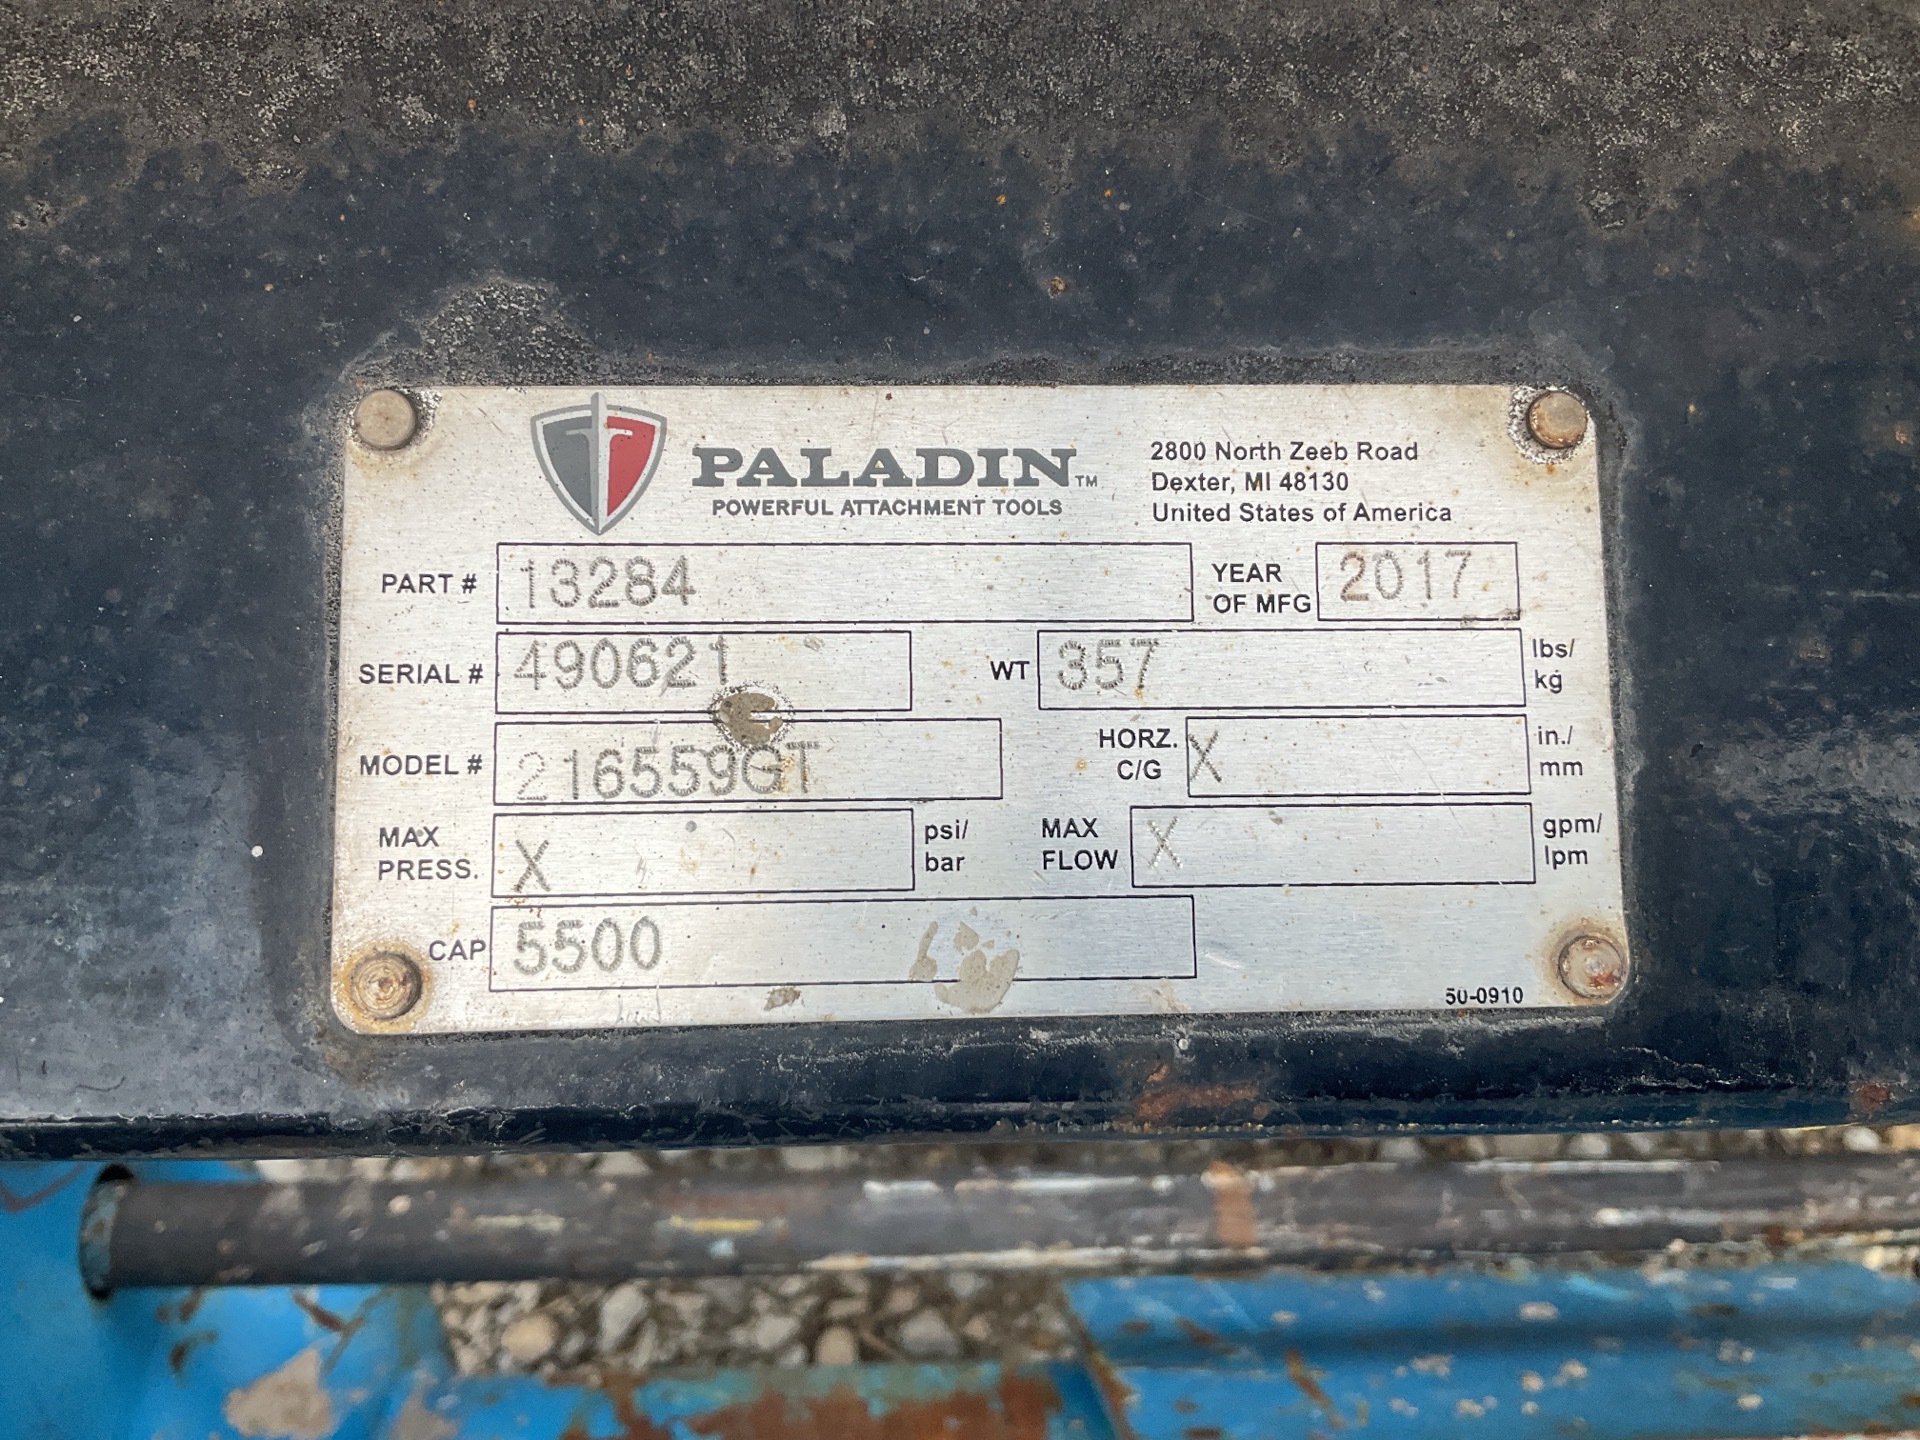 PALADIN™
POWERFUL ATTACHMENT TOOLS
2800 North Zeeb Road
Dexter, MI 48130
United States of America
PART # 13284
YEAR OF MFG 2017
SERIAL # 490621
WT 357 lbs/ kg
MODEL # 216559GT
HORZ. C/G X in./ mm
MAX PRESS. X psi/ bar
MAX FLOW X gpm/ lpm
CAP 5500
50-0910